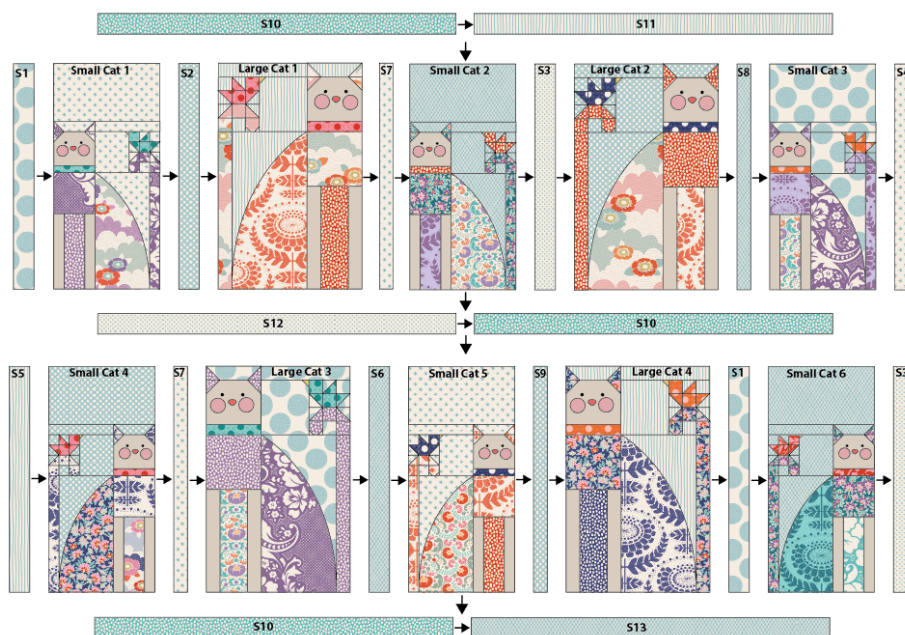 S10 S11
S1 Small Cat 1 S2 Large Cat 1 S7 Small Cat 2 S3 Large Cat 2 S8 Small Cat 3 S4
S12 S10
S5 Small Cat 4 S7 Large Cat 3 S6 Small Cat 5 S9 Large Cat 4 S1 Small Cat 6 S3
S10 S13